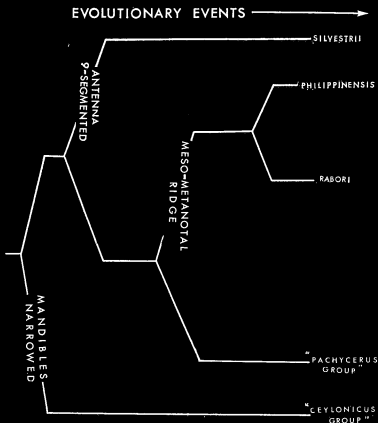 EVOLUTIONARY EVENTS
SILVESTRII
ANTENNA
9-SEGMENTED
PHILIPPINENSIS
MESO-METANOTAL
RIDGE
RABORI
MANDIBLES
NARROWED
"PACHYCERUS
GROUP"
"CEYLONICUS
GROUP"